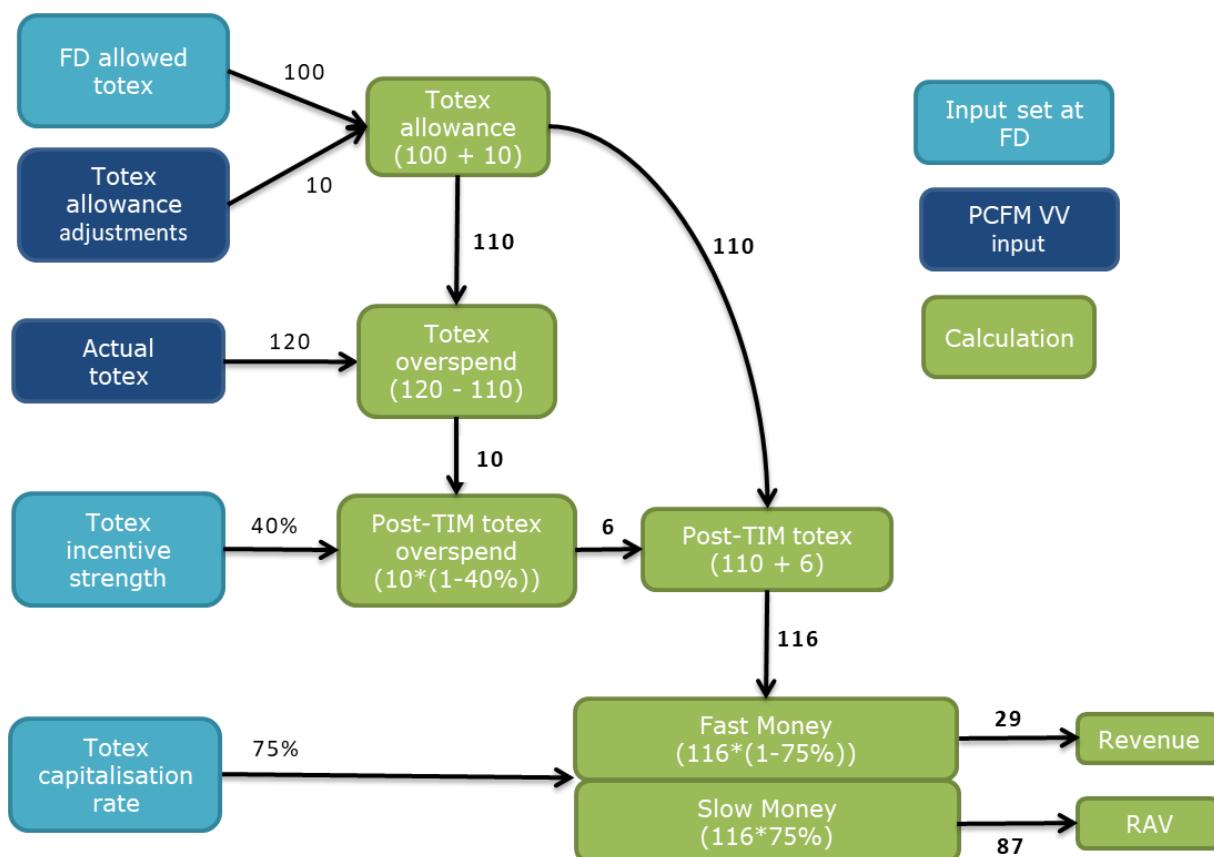 FD allowed
totex
100
Totex
allowance
(100 + 10)
Input set at
FD
Totex
allowance
adjustments
10
PCFM VV
input
110
110
Actual
totex
120
Totex
overspend
(120 - 110)
Calculation
10
Totex
incentive
strength
40%
Post-TIM totex
overspend
(10*(1-40%))
6
Post-TIM totex
(110 + 6)
116
Totex
capitalisation
rate
75%
Fast Money
(116*(1-75%))
29
Revenue
Slow Money
(116*75%)
87
RAV